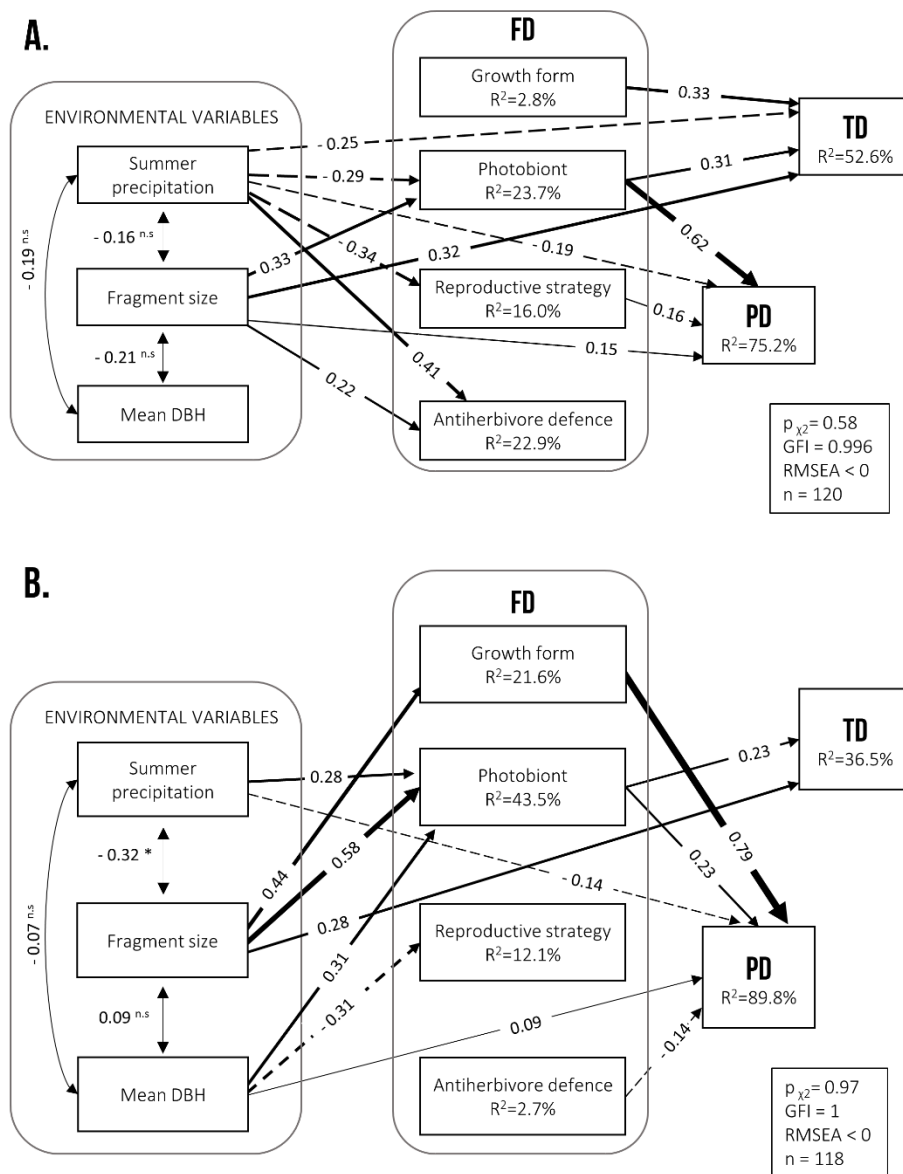 A.
FD
ENVIRONMENTAL VARIABLES
Growth form
R²=2.8%
0.33
TD
R²=52.6%
Summer
precipitation
- 0.25
- 0.29
Photobiont
R²=23.7%
0.31
- 0.19 n.s
- 0.16 n.s
0.33
- 0.34
0.32
- 0.19
0.62
Fragment size
Reproductive strategy
R²=16.0%
0.16
PD
R²=75.2%
- 0.21 n.s
0.41
0.15
0.22
Mean DBH
Antiherbivore defence
R²=22.9%
p χ2= 0.58
GFI = 0.996
RMSEA < 0
n = 120
B.
FD
ENVIRONMENTAL VARIABLES
Growth form
R²=21.6%
TD
R²=36.5%
Summer
precipitation
0.28
Photobiont
R²=43.5%
0.23
- 0.07 n.s
- 0.32 *
0.44
0.58
- 0.14
0.23
0.79
Fragment size
0.28
0.31
Reproductive strategy
R²=12.1%
- 0.31
PD
R²=89.8%
0.09 n.s
0.09
- 0.14
Mean DBH
Antiherbivore defence
R²=2.7%
p χ2= 0.97
GFI = 1
RMSEA < 0
n = 118